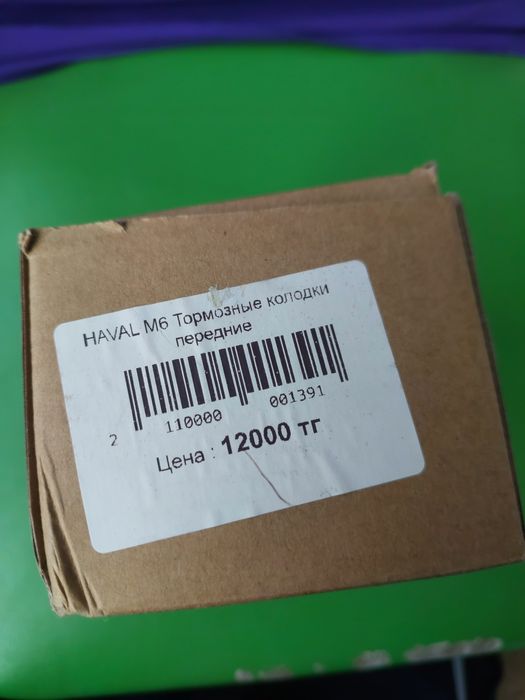 HAVAL M6 Тормозные колодки
передние
2 110000 001391
Цена : 12000 тг